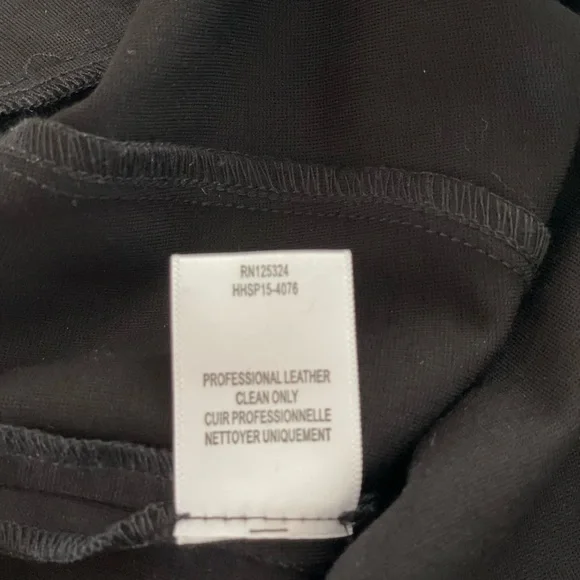 RN125324
HHSP15-4076
PROFESSIONAL LEATHER
CLEAN ONLY
CUIR PROFESSIONNELLE
NETTOYER UNIQUEMENT